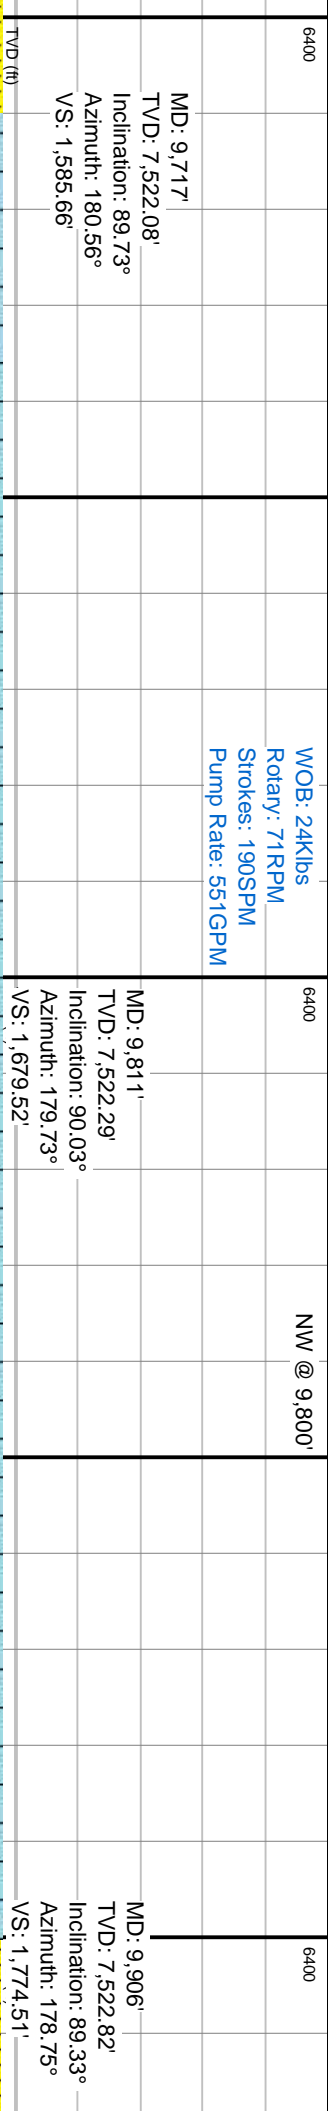 6400
TVD (ft)
MD: 9,717'
TVD: 7,522.08'
Inclination: 89.73°
Azimuth: 180.56°
VS: 1,585.66'
WOB: 24Klbs
Rotary: 71RPM
Strokes: 190SPM
Pump Rate: 551GPM
6400
MD: 9,811'
TVD: 7,522.29'
Inclination: 90.03°
Azimuth: 179.73°
VS: 1,679.52'
NW @ 9,800'
6400
MD: 9,906'
TVD: 7,522.82'
Inclination: 89.33°
Azimuth: 178.75°
VS: 1,774.51'